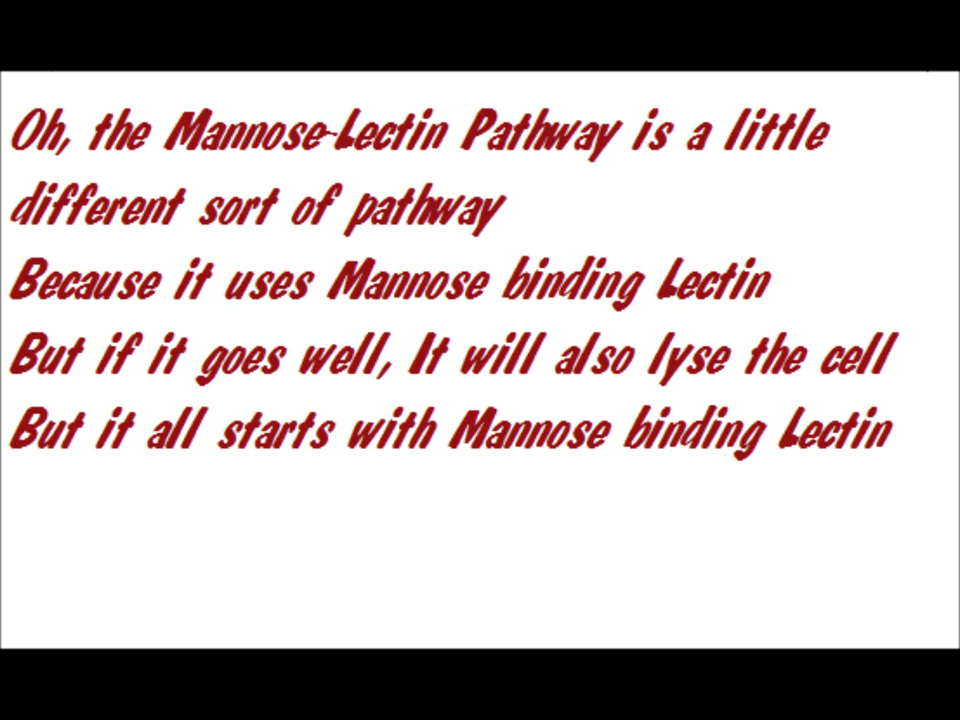 Oh, the Mannose-Lectin Pathway is a little
different sort of pathway
Because it uses Mannose binding Lectin
But if it goes well, It will also lyse the cell
But it all starts with Mannose binding Lectin